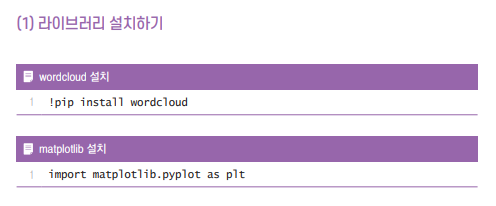 (1) 라이브러리 설치하기
wordcloud 설치
1 !pip install wordcloud
matplotlib 설치
1 import matplotlib.pyplot as plt